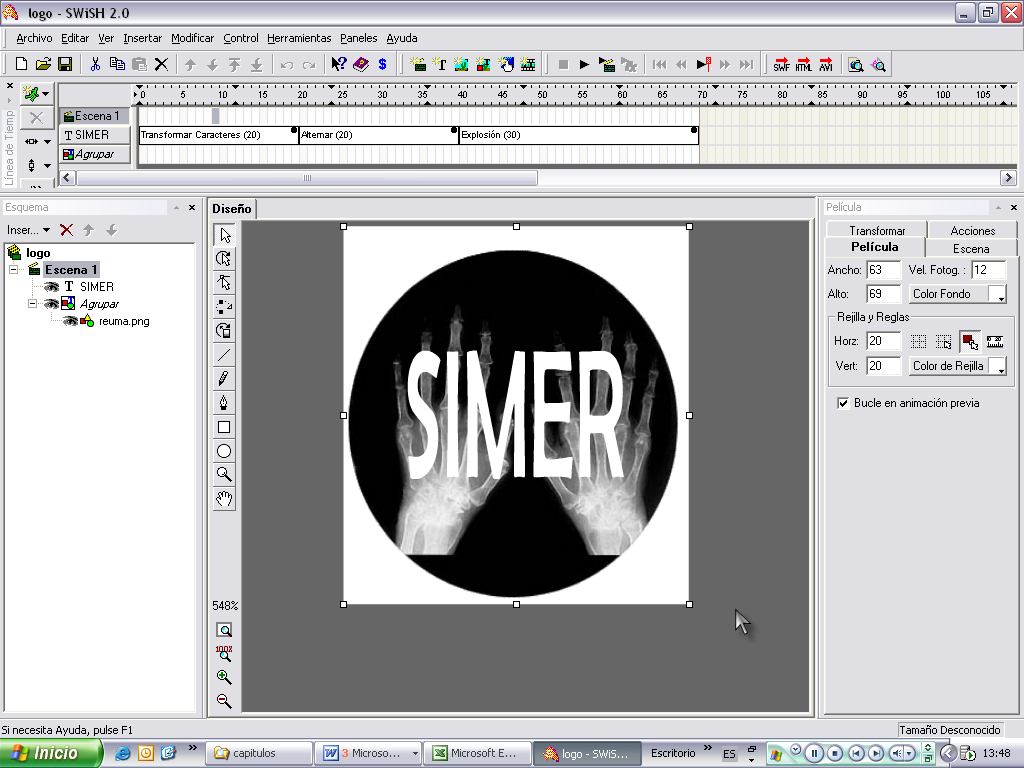 logo - SWiSH 2.0
Archivo Editar Ver Insertar Modificar Control Herramientas Paneles Ayuda
SWF HTML AVI
Línea de Tiemp
0 5 10 15 20 25 30 35 40 45 50 55 60 65 70 75 80 85 90 95 100 105
Escena 1
T SIMER
Transformar Caracteres (20) Alternar (20) Explosión (30)
Agrupar
Esquema
Inser...
logo
Escena 1
T SIMER
Agrupar
reuma.png
Diseño
SIMER
548%
100%
Película
Transformar Acciones
Película Escena
Ancho: 63 Vel. Fotog. : 12
Alto: 69 Color Fondo
Rejilla y Reglas
Horz: 20
Vert: 20 Color de Rejilla
Bucle en animación previa
Si necesita Ayuda, pulse F1
Tamaño Desconocido
Inicio
capitulos
3 Microso...
Microsoft E...
logo - SWiS...
Escritorio
ES
13:48